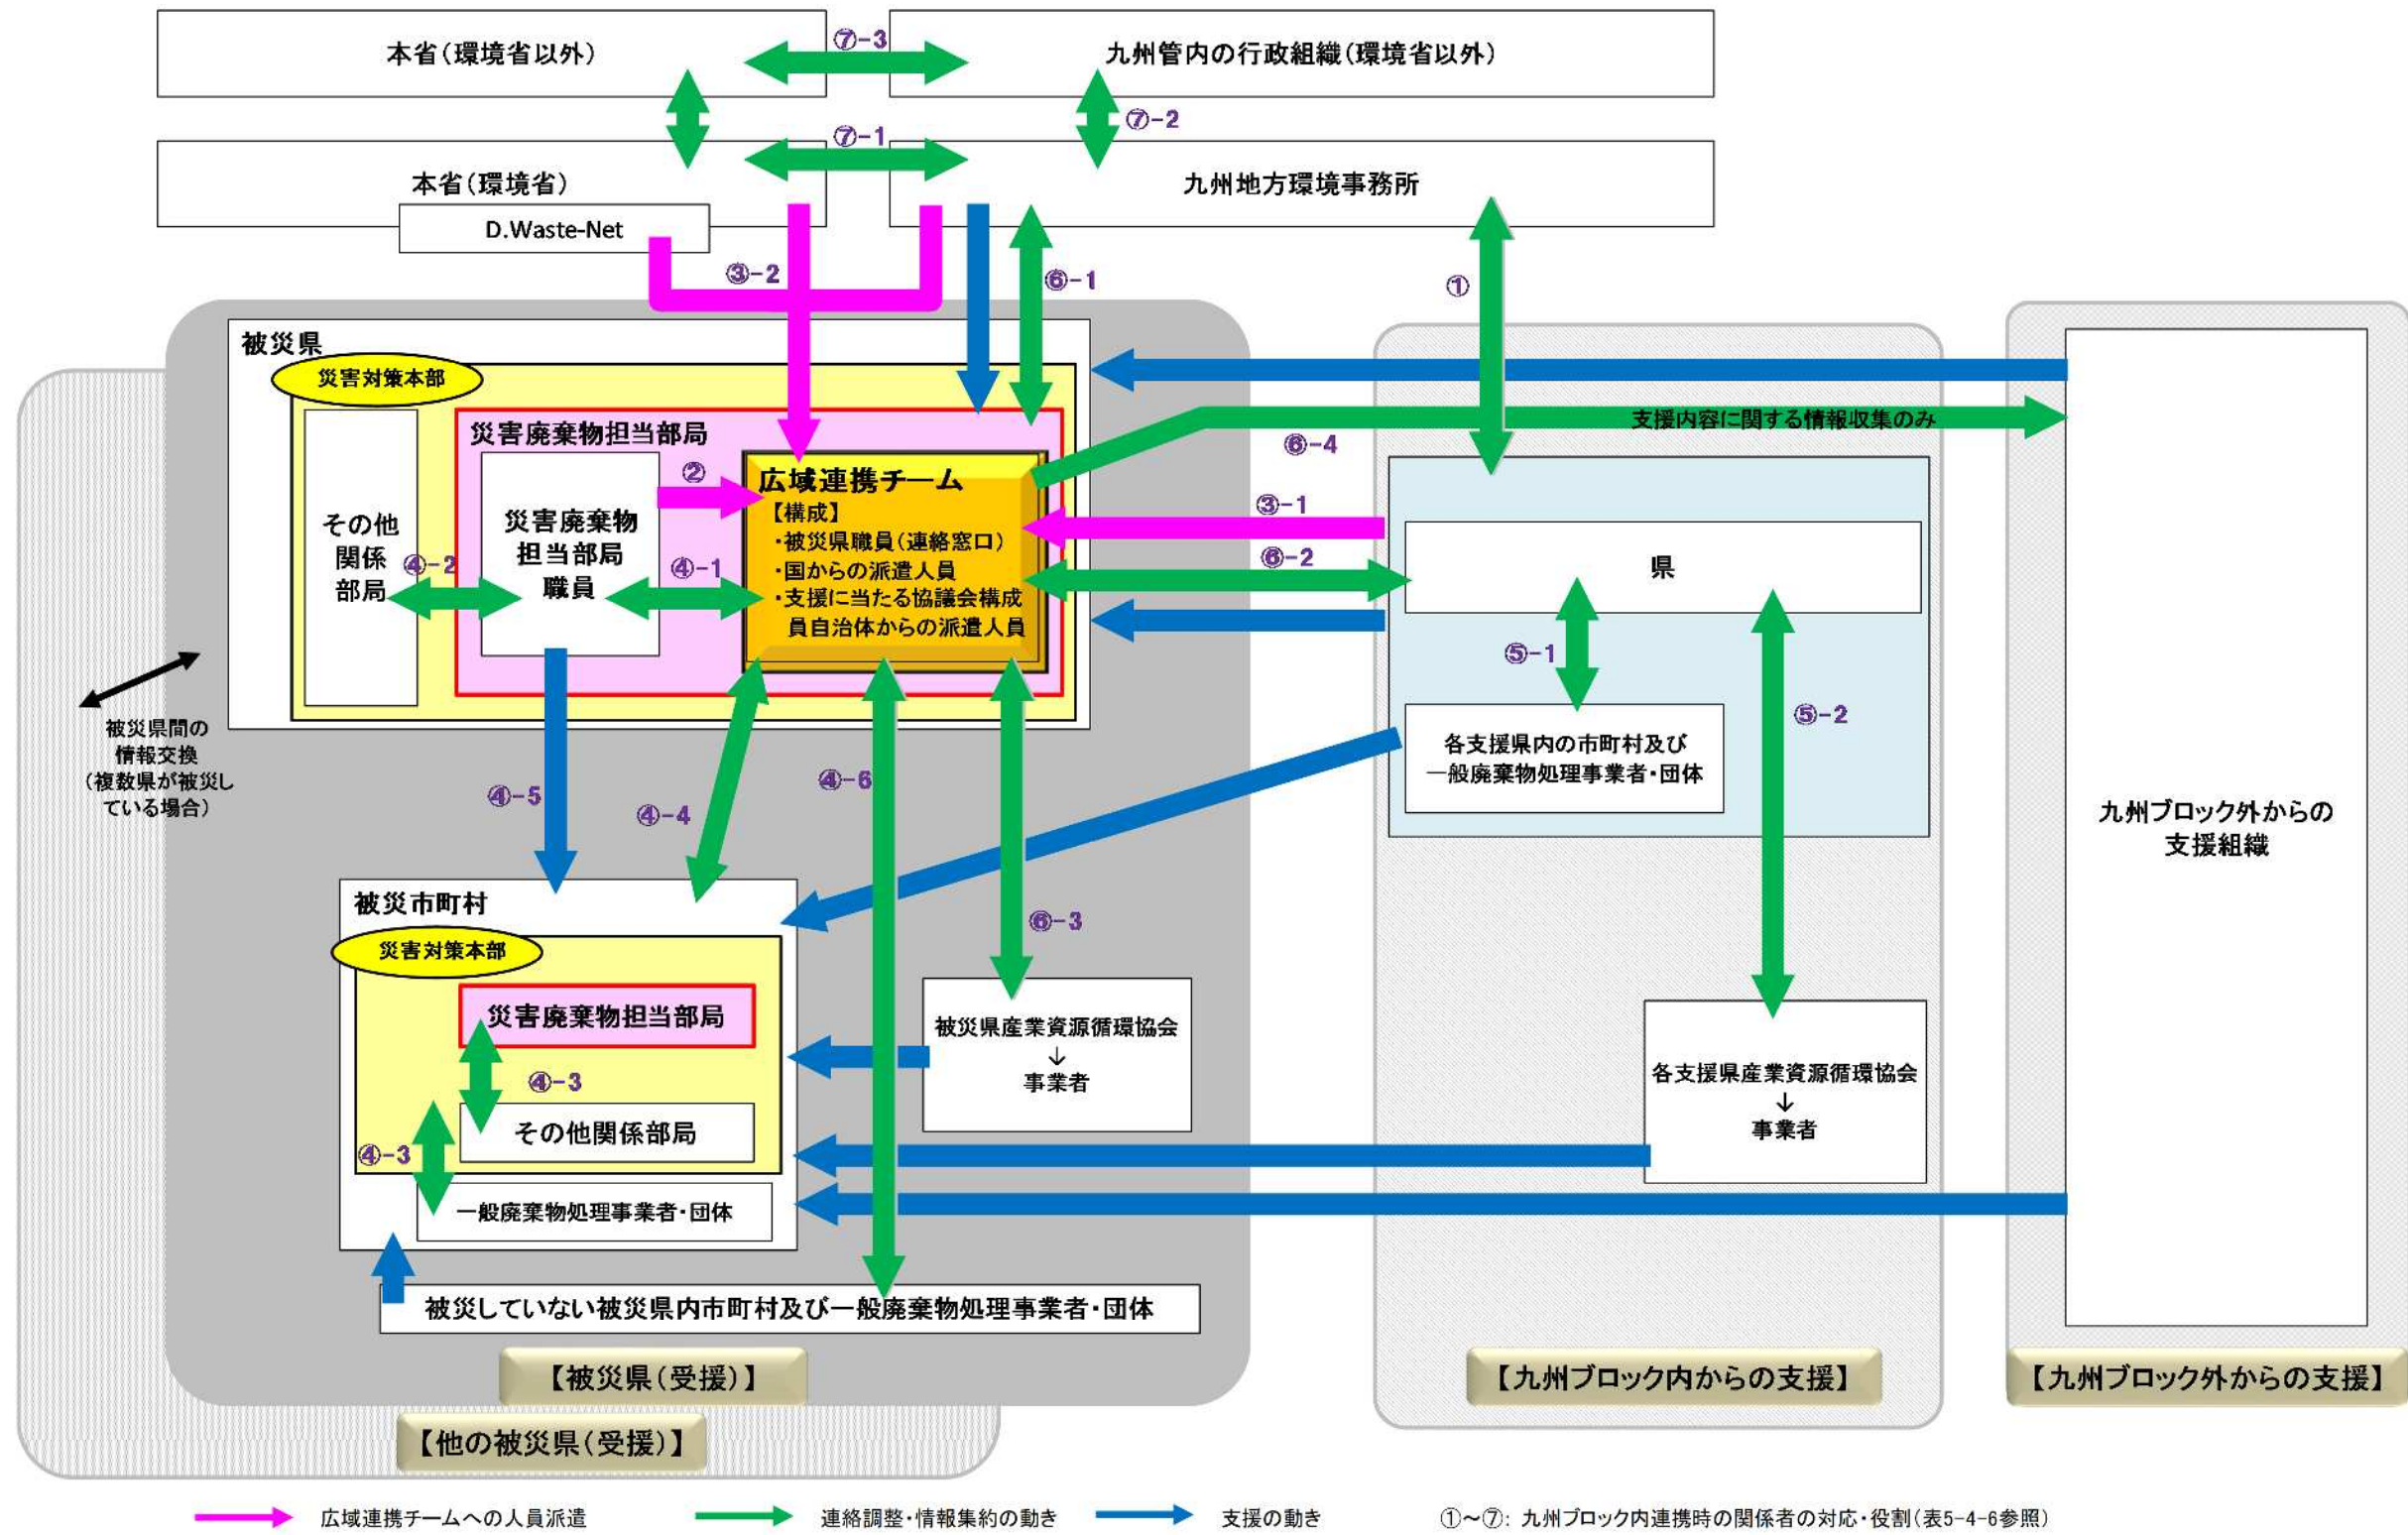 本省(環境省以外)
⑦-3
九州管内の行政組織(環境省以外)
⑦-1
⑦-2
本省(環境省)
九州地方環境事務所
D.Waste-Net
③-2
⑥-1
①
被災県
災害対策本部
災害廃棄物担当部局
その他
関係
部局
④-2
災害廃棄物
担当部局
職員
②
④-1
広域連携チーム
【構成】
・被災県職員(連絡窓口)
・国からの派遣人員
・支援に当たる協議会構成
員自治体からの派遣人員
支援内容に関する情報収集のみ
⑥-4
③-1
⑥-2
県
⑤-1
⑤-2
各支援県内の市町村及び
一般廃棄物処理事業者・団体
九州ブロック外からの
支援組織
被災県間の
情報交換
(複数県が被災し
ている場合)
④-5
④-4
④-6
⑥-3
被災市町村
災害対策本部
災害廃棄物担当部局
④-3
その他関係部局
④-3
一般廃棄物処理事業者・団体
被災県産業資源循環協会
↓
事業者
各支援県産業資源循環協会
↓
事業者
被災していない被災県内市町村及び一般廃棄物処理事業者・団体
【被災県(受援)】
【九州ブロック内からの支援】
【九州ブロック外からの支援】
【他の被災県(受援)】
広域連携チームへの人員派遣
連絡調整・情報集約の動き
支援の動き
①~⑦: 九州ブロック内連携時の関係者の対応・役割(表5-4-6参照)